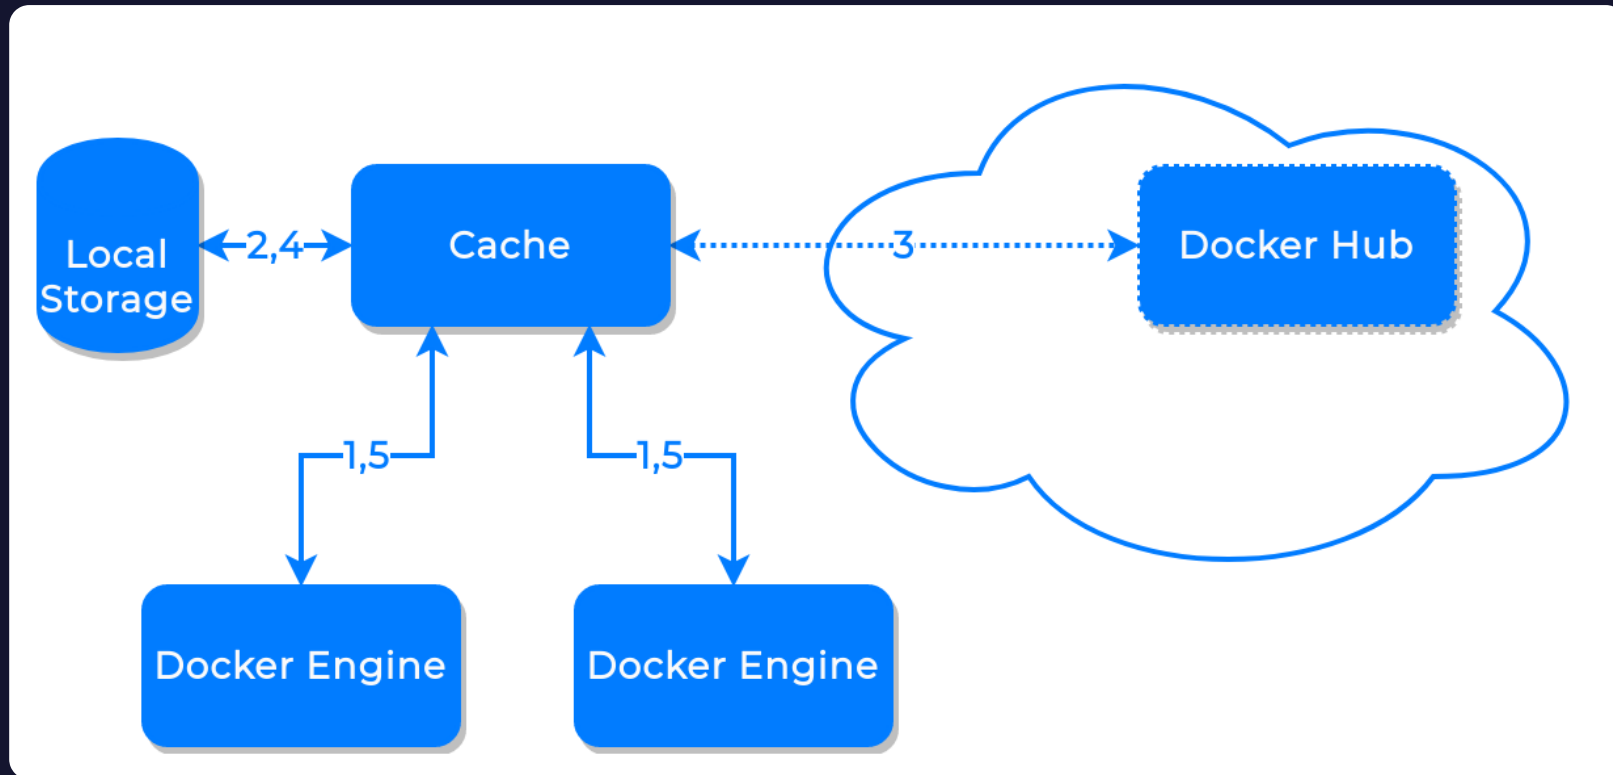 Local
Storage
2,4
Cache
3
Docker Hub
1,5
1,5
Docker Engine
Docker Engine